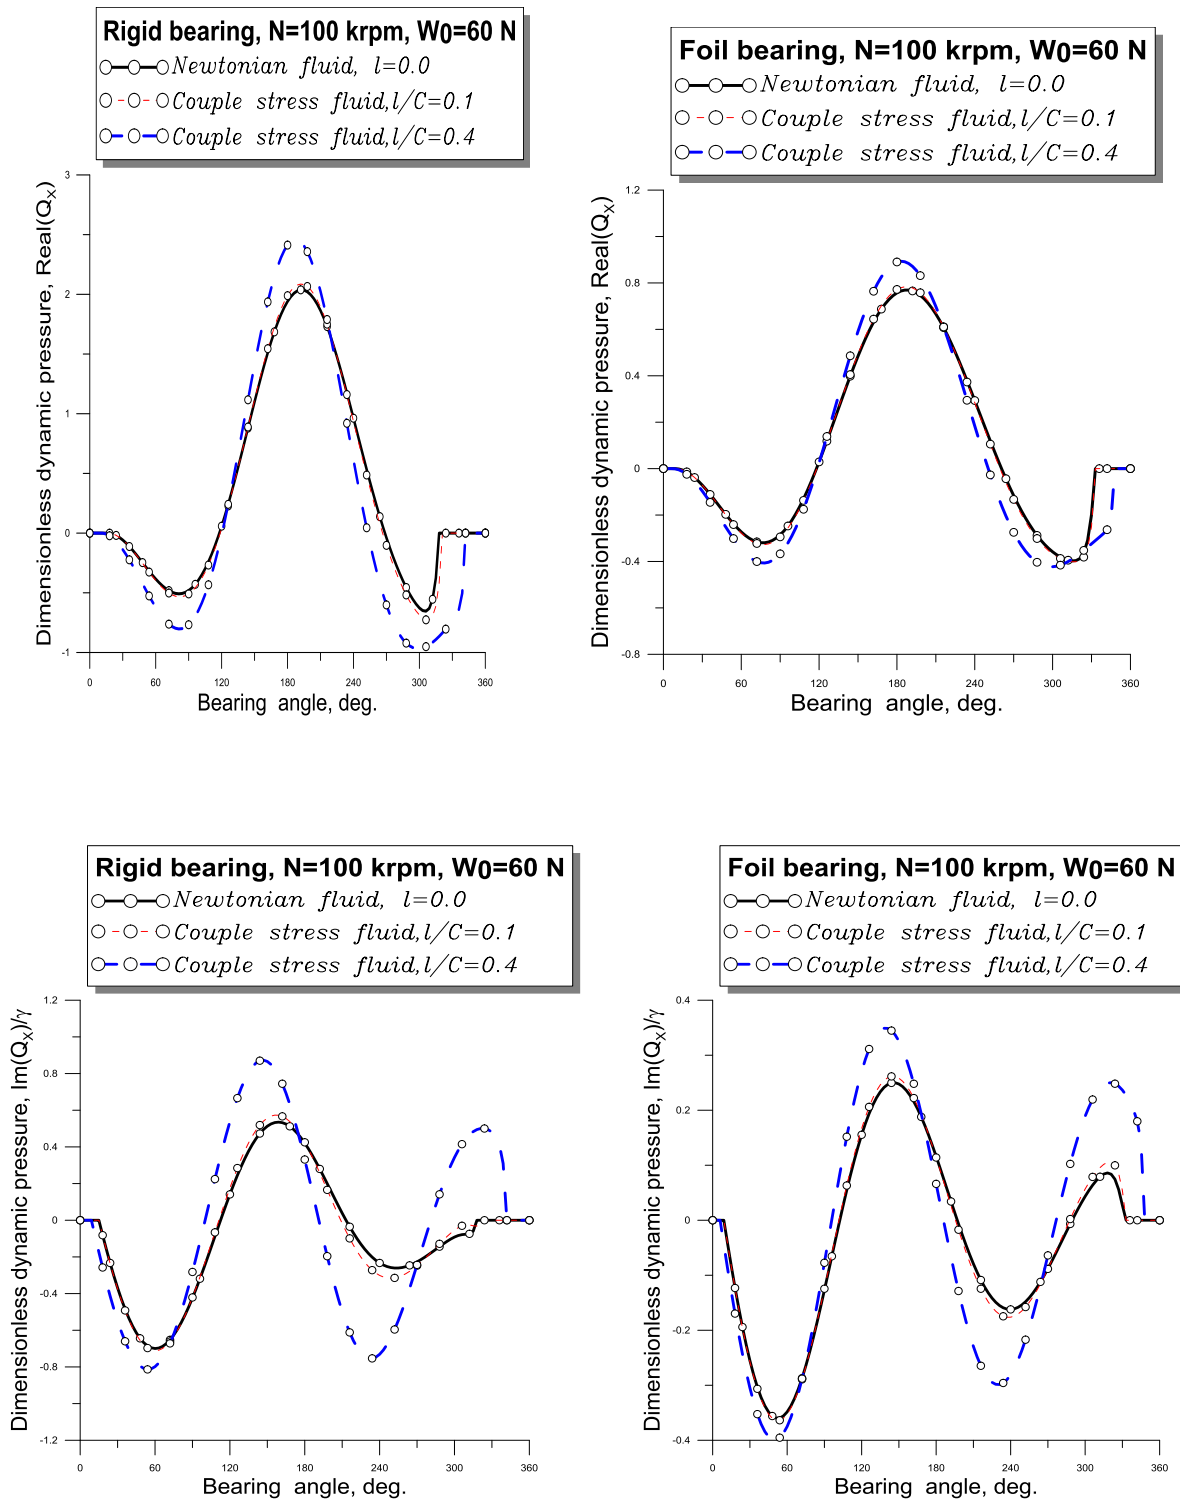 Rigid bearing, N=100 krpm, W0=60 N
Newtonian fluid, l=0.0
Couple stress fluid,l/C=0.1
Couple stress fluid,l/C=0.4
Dimensionless dynamic pressure, Real(QX)
3
2
1
0
-1
0 60 120 180 240 300 360
Bearing angle, deg.
Foil bearing, N=100 krpm, W0=60 N
Newtonian fluid, l=0.0
Couple stress fluid,l/C=0.1
Couple stress fluid,l/C=0.4
Dimensionless dynamic pressure, Real(QX)
1.2
0.8
0.4
0
-0.4
-0.8
0 60 120 180 240 300 360
Bearing angle, deg.
Rigid bearing, N=100 krpm, W0=60 N
Newtonian fluid, l=0.0
Couple stress fluid,l/C=0.1
Couple stress fluid,l/C=0.4
Dimensionless dynamic pressure, Im(QX)/γ
1.2
0.8
0.4
0
-0.4
-0.8
-1.2
0 60 120 180 240 300 360
Bearing angle, deg.
Foil bearing, N=100 krpm, W0=60 N
Newtonian fluid, l=0.0
Couple stress fluid,l/C=0.1
Couple stress fluid,l/C=0.4
Dimensionless dynamic pressure, Im(QX)/γ
0.4
0.2
0
-0.2
-0.4
0 60 120 180 240 300 360
Bearing angle, deg.